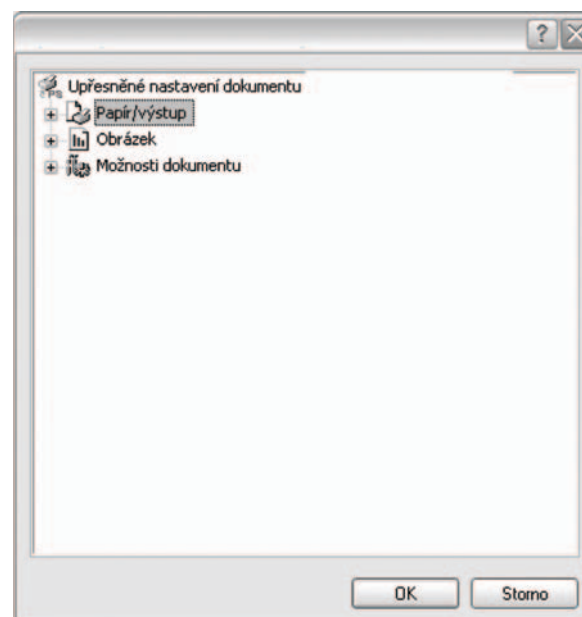 Upřesněné nastavení dokumentu
Papír/výstup
Obrázek
Možnosti dokumentu
OK
Storno